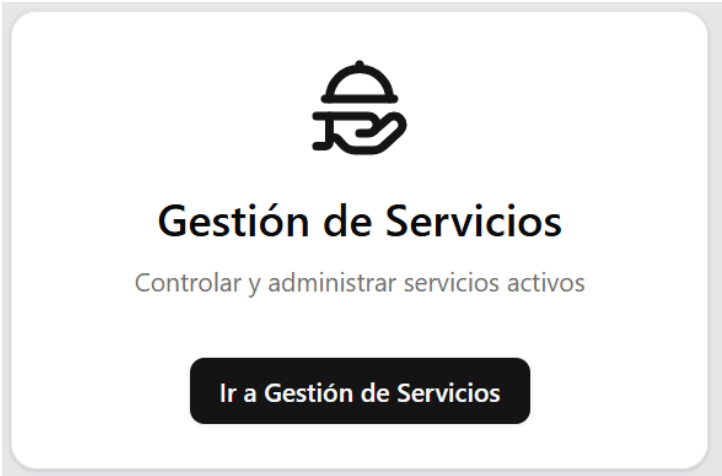 Gestión de Servicios
Controlar y administrar servicios activos
Ir a Gestión de Servicios